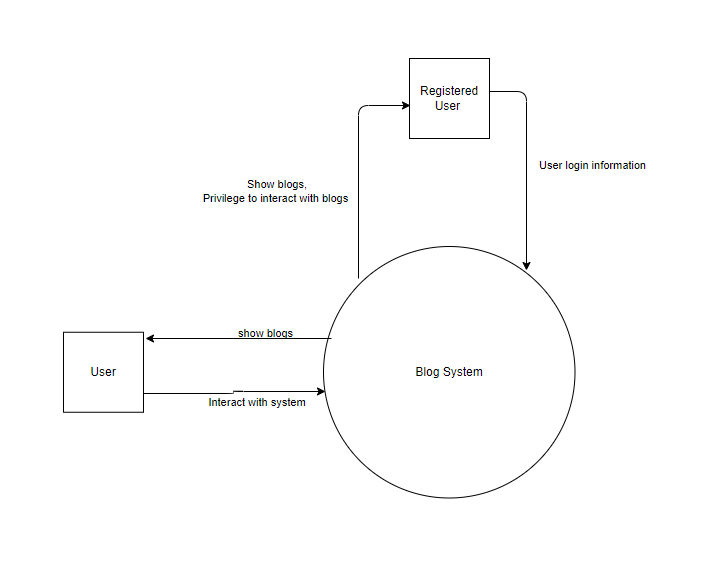 Registered
User
User login information
Show blogs,
Privilege to interact with blogs
show blogs
User
Blog System
Interact with system